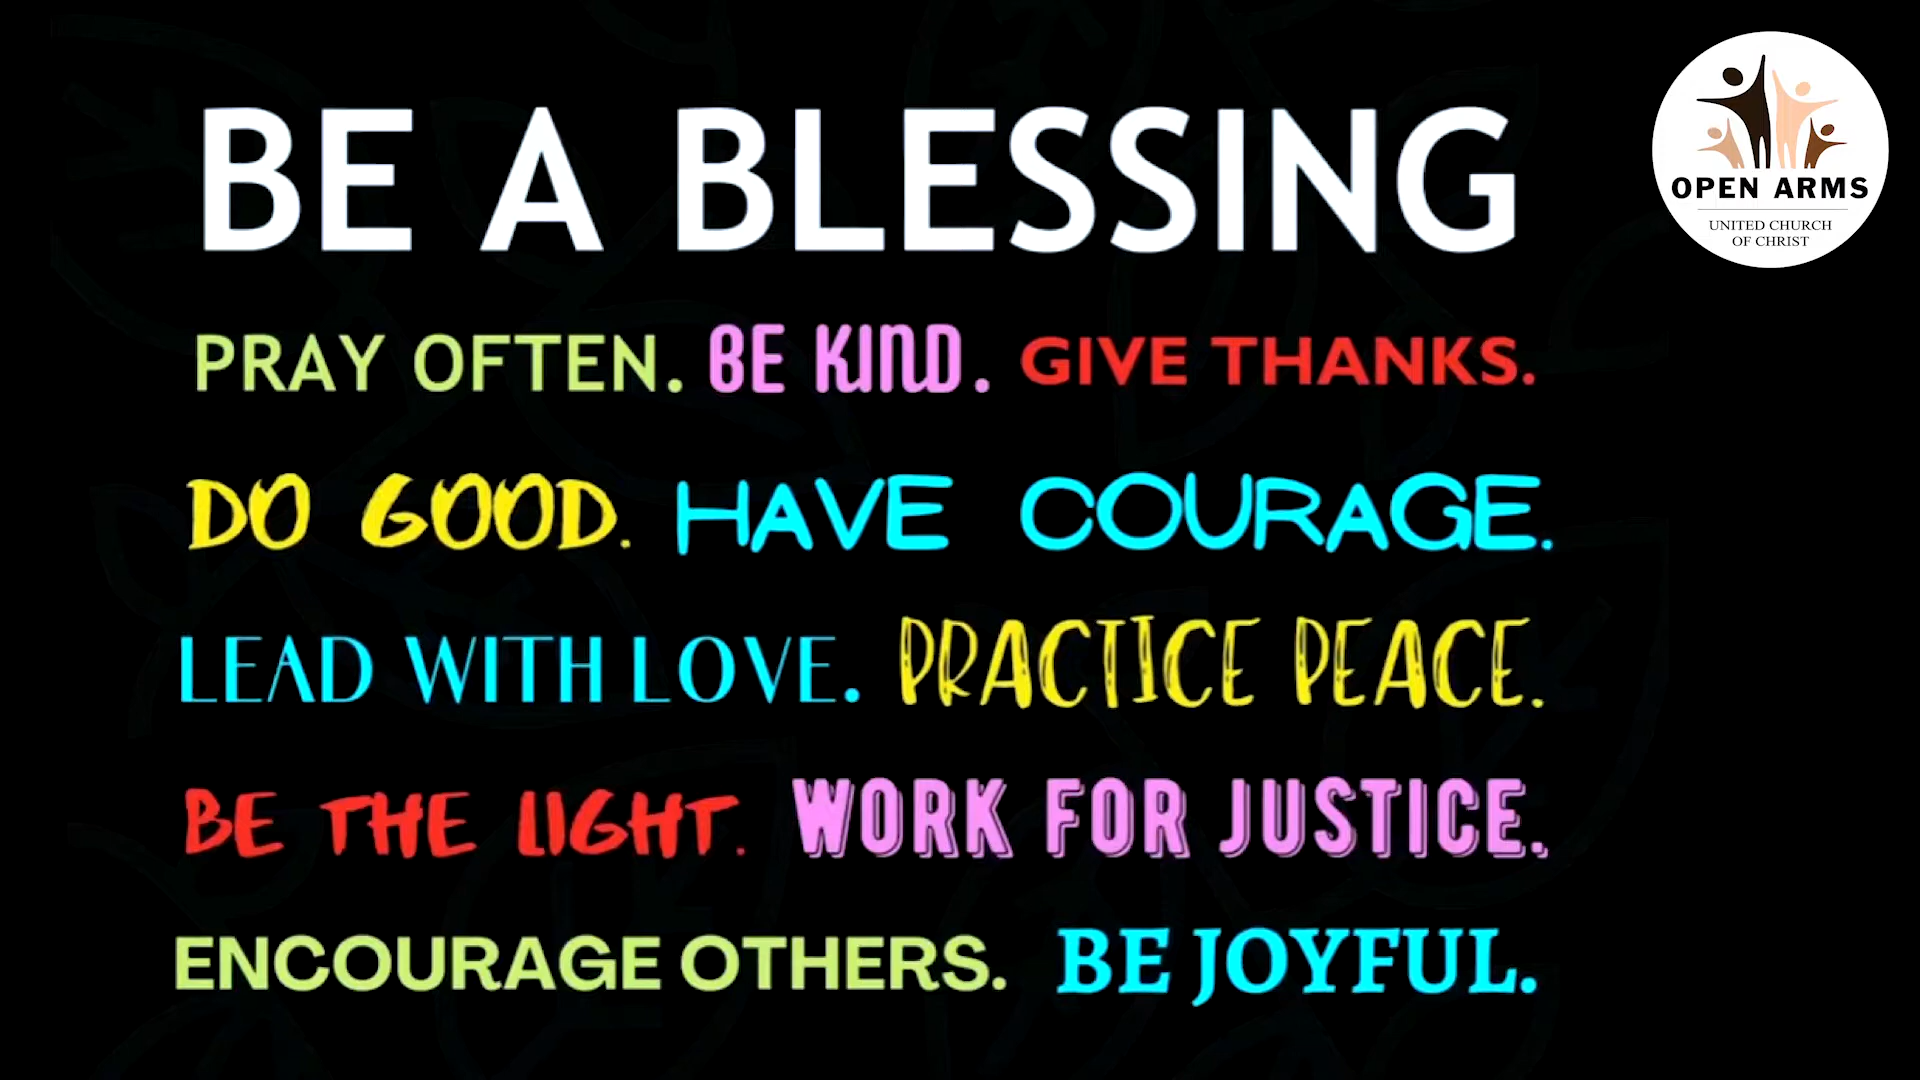 BE A BLESSING
PRAY OFTEN. BE KIND. GIVE THANKS.
DO GOOD. HAVE COURAGE.
LEAD WITH LOVE. PRACTICE PEACE.
BE THE LIGHT. WORK FOR JUSTICE.
ENCOURAGE OTHERS. BE JOYFUL.
OPEN ARMS
UNITED CHURCH
OF CHRIST